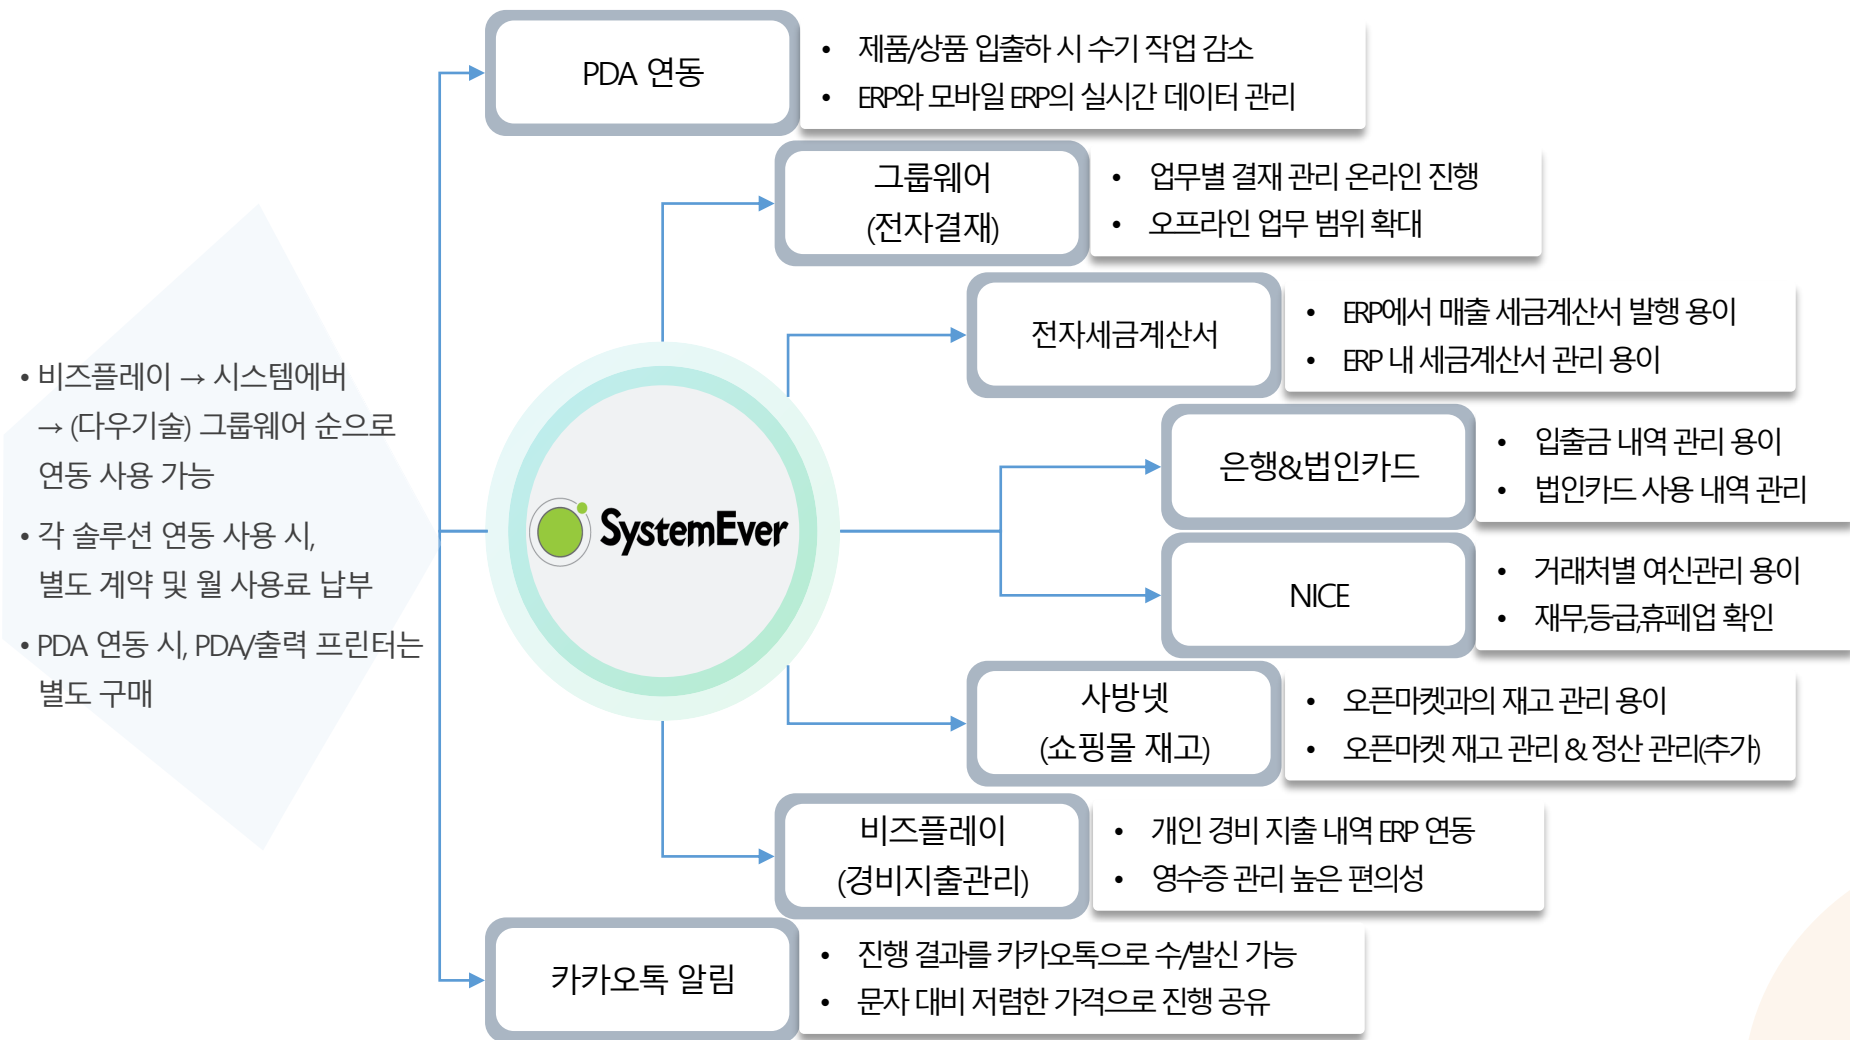 PDA 연동
• 제품/상품 입출하 시 수기 작업 감소
• ERP와 모바일 ERP의 실시간 데이터 관리
그룹웨어
(전자결재)
• 업무별 결재 관리 온라인 진행
• 오프라인 업무 범위 확대
전자세금계산서
• ERP에서 매출 세금계산서 발행 용이
• ERP 내 세금계산서 관리 용이
• 비즈플레이 → 시스템에버
→ (다우기술) 그룹웨어 순으로
연동 사용 가능
• 각 솔루션 연동 사용 시,
별도 계약 및 월 사용료 납부
• PDA 연동 시, PDA/출력 프린터는
별도 구매
SystemEver
은행&법인카드
• 입출금 내역 관리 용이
• 법인카드 사용 내역 관리
NICE
• 거래처별 여신관리 용이
• 재무,등급,휴페업 확인
사방넷
(쇼핑몰 재고)
• 오픈마켓과의 재고 관리 용이
• 오픈마켓 재고 관리 & 정산 관리(추가)
비즈플레이
(경비지출관리)
• 개인 경비 지출 내역 ERP 연동
• 영수증 관리 높은 편의성
카카오톡 알림
• 진행 결과를 카카오톡으로 수/발신 가능
• 문자 대비 저렴한 가격으로 진행 공유